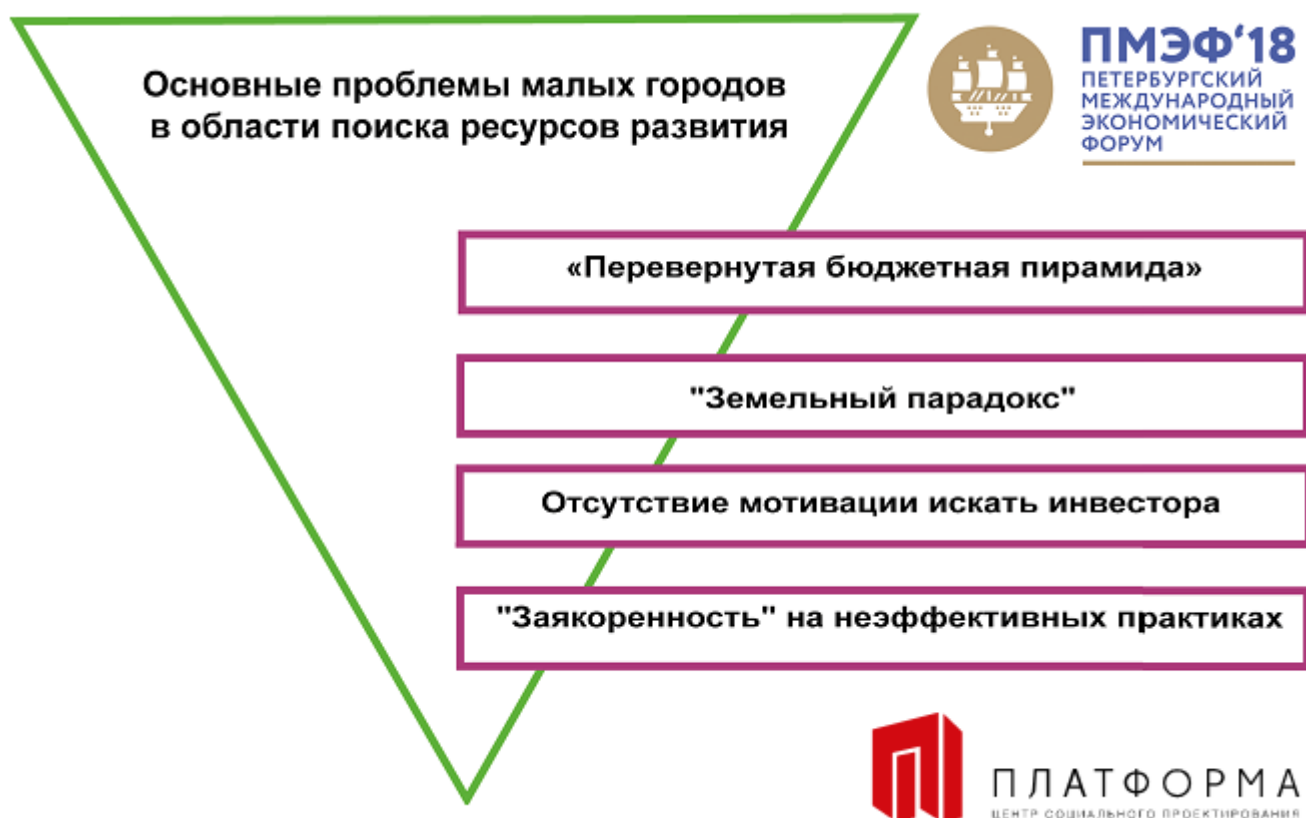 Основные проблемы малых городов
в области поиска ресурсов развития
ПМЭФ‘18
ПЕТЕРБУРГСКИЙ
МЕЖДУНАРОДНЫЙ
ЭКОНОМИЧЕСКИЙ
ФОРУМ
«Перевернутая бюджетная пирамида»
"Земельный парадокс"
Отсутствие мотивации искать инвестора
"Заякоренность" на неэффективных практиках
ПЛАТФОРМА
ЦЕНТР СОЦИАЛЬНОГО ПРОЕКТИРОВАНИЯ